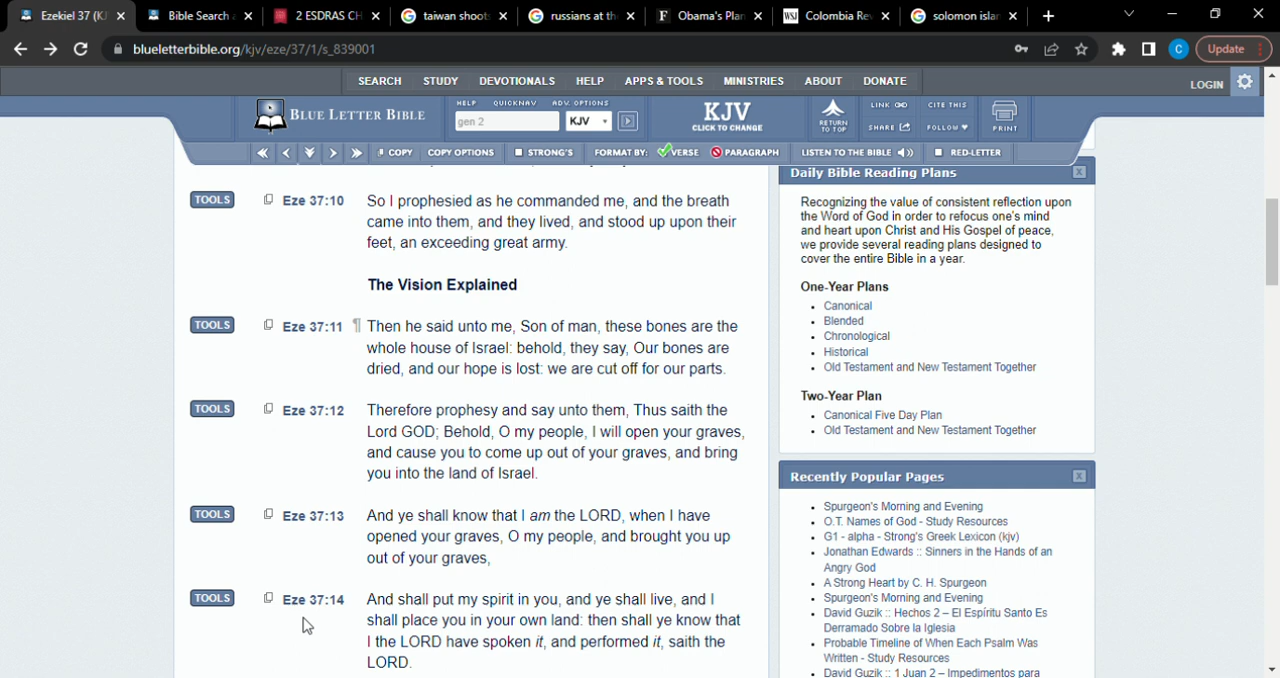 Ezekiel 37 (KJ
Bible Search a
2 ESDRAS CH
taiwan shoots
russians at the
Obama's Plan
WSJ Colombia Rev
solomon islan
blueletterbible.org/kjv/eze/37/1/s_839001
C
Update
SEARCH STUDY DEVOTIONALS HELP APPS & TOOLS MINISTRIES ABOUT DONATE
LOGIN
BLUE LETTER BIBLE
HELP QUICKNAV ADV. OPTIONS
gen 2 KJV
KJV
CLICK TO CHANGE
RETURN
TO TOP
LINK CITE THIS
SHARE FOLLOW
PRINT
COPY COPY OPTIONS STRONG'S FORMAT BY: VERSE PARAGRAPH LISTEN TO THE BIBLE RED-LETTER
TOOLS Eze 37:10 So I prophesied as he commanded me, and the breath
came into them, and they lived, and stood up upon their
feet, an exceeding great army.
The Vision Explained
TOOLS Eze 37:11 ¶ Then he said unto me, Son of man, these bones are the
whole house of Israel: behold, they say, Our bones are
dried, and our hope is lost: we are cut off for our parts.
TOOLS Eze 37:12 Therefore prophesy and say unto them, Thus saith the
Lord GOD; Behold, O my people, I will open your graves,
and cause you to come up out of your graves, and bring
you into the land of Israel.
TOOLS Eze 37:13 And ye shall know that I am the LORD, when I have
opened your graves, O my people, and brought you up
out of your graves,
TOOLS Eze 37:14 And shall put my spirit in you, and ye shall live, and I
shall place you in your own land: then shall ye know that
I the LORD have spoken it, and performed it, saith the
LORD.
Daily Bible Reading Plans
Recognizing the value of consistent reflection upon
the Word of God in order to refocus one's mind
and heart upon Christ and His Gospel of peace,
we provide several reading plans designed to
cover the entire Bible in a year.
One-Year Plans
Canonical
Blended
Chronological
Historical
Old Testament and New Testament Together
Two-Year Plan
Canonical Five Day Plan
Old Testament and New Testament Together
Recently Popular Pages
Spurgeon's Morning and Evening
O.T. Names of God - Study Resources
G1 - alpha - Strong's Greek Lexicon (kjv)
Jonathan Edwards :: Sinners in the Hands of an
Angry God
A Strong Heart by C. H. Spurgeon
Spurgeon's Morning and Evening
David Guzik :: Hechos 2 – El Espíritu Santo Es
Derramado Sobre la Iglesia
Probable Timeline of When Each Psalm Was
Written - Study Resources
David Guzik :: 1 Juan 2 – Impedimentos para